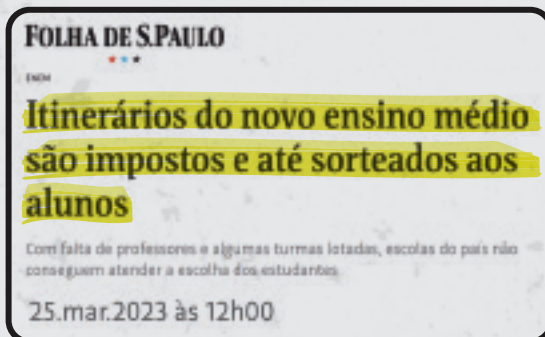 FOLHA DE S.PAULO
ENEM
Itinerários do novo ensino médio
são impostos e até sorteados aos
alunos
Com falta de professores e algumas turmas lotadas, escolas do país não
conseguem atender a escolha dos estudantes
25.mar.2023 às 12h00